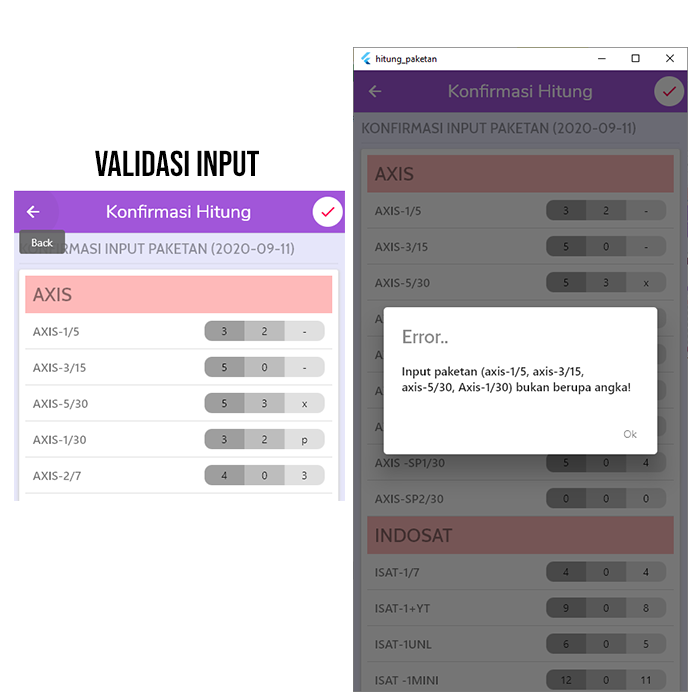 VALIDASI INPUT
Konfirmasi Hitung
Back
RMASI INPUT PAKETAN (2020-09-11)
AXIS
AXIS-1/5 3 2 -
AXIS-3/15 5 0 -
AXIS-5/30 5 3 x
AXIS-1/30 3 2 p
AXIS-2/7 4 0 3
hitung_paketan
Konfirmasi Hitung
KONFIRMASI INPUT PAKETAN (2020-09-11)
AXIS
AXIS-1/5 3 2 -
AXIS-3/15 5 0 -
AXIS-5/30 5 3 x
Error..
Input paketan (axis-1/5, axis-3/15,
axis-5/30, Axis-1/30) bukan berupa angka!
Ok
AXIS -SP1/30 5 0 4
AXIS-SP2/30 0 0 0
INDOSAT
ISAT-1/7 4 0 4
ISAT-1+YT 9 0 8
ISAT-1UNL 6 0 5
ISAT -1MINI 12 0 11